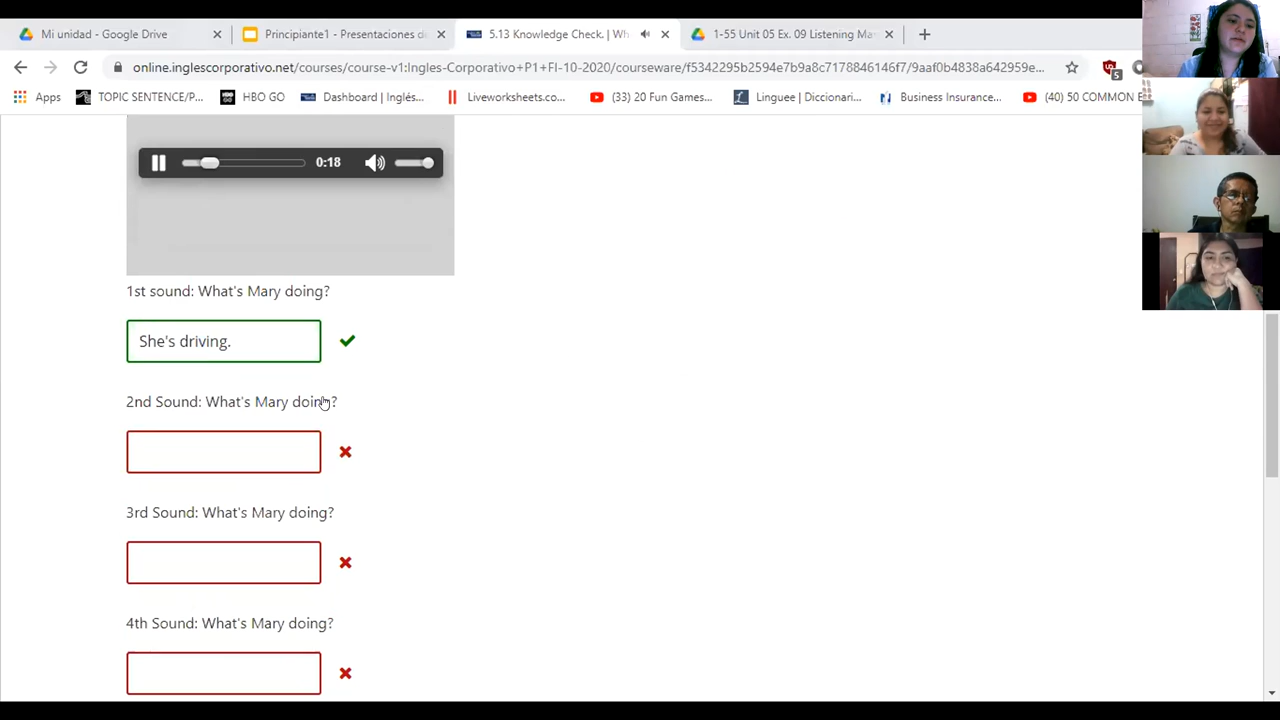 Mi unidad - Google Drive
Principiante1 - Presentaciones d
5.13 Knowledge Check. | Wh
1-55 Unit 05 Ex. 09 Listening Ma
online.inglescorporativo.net/courses/course-v1:Ingles-Corporativo+P1+FI-10-2020/courseware/f5342295b2594e7b9a8c7178846146f7/9aaf0b4838a642959e...
5
Apps
TOPIC SENTENCE/P...
HBO GO
Dashboard | Inglés...
Liveworksheets.co...
(33) 20 Fun Games...
Linguee | Diccionari...
Business Insurance...
(40) 50 COMMON E
0:18
1st sound: What's Mary doing?
She's driving.
2nd Sound: What's Mary doing?
3rd Sound: What's Mary doing?
4th Sound: What's Mary doing?